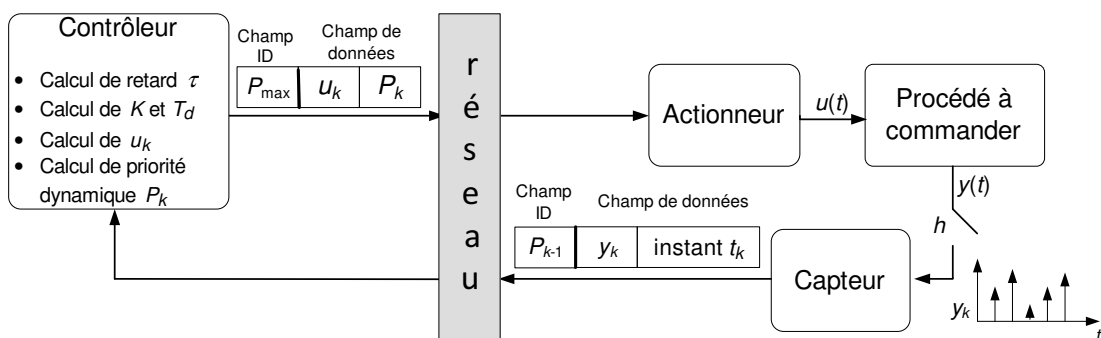 Contrôleur
• Calcul de retard τ
• Calcul de K et T_d
• Calcul de u_k
• Calcul de priorité
dynamique P_k
Champ
ID
Champ de
données
P_max u_k P_k
réseau
Actionneur
u(t)
Procédé à
commander
y(t)
h
Champ
ID
Champ de données
P_k-1 y_k instant t_k
Capteur
y_k
t